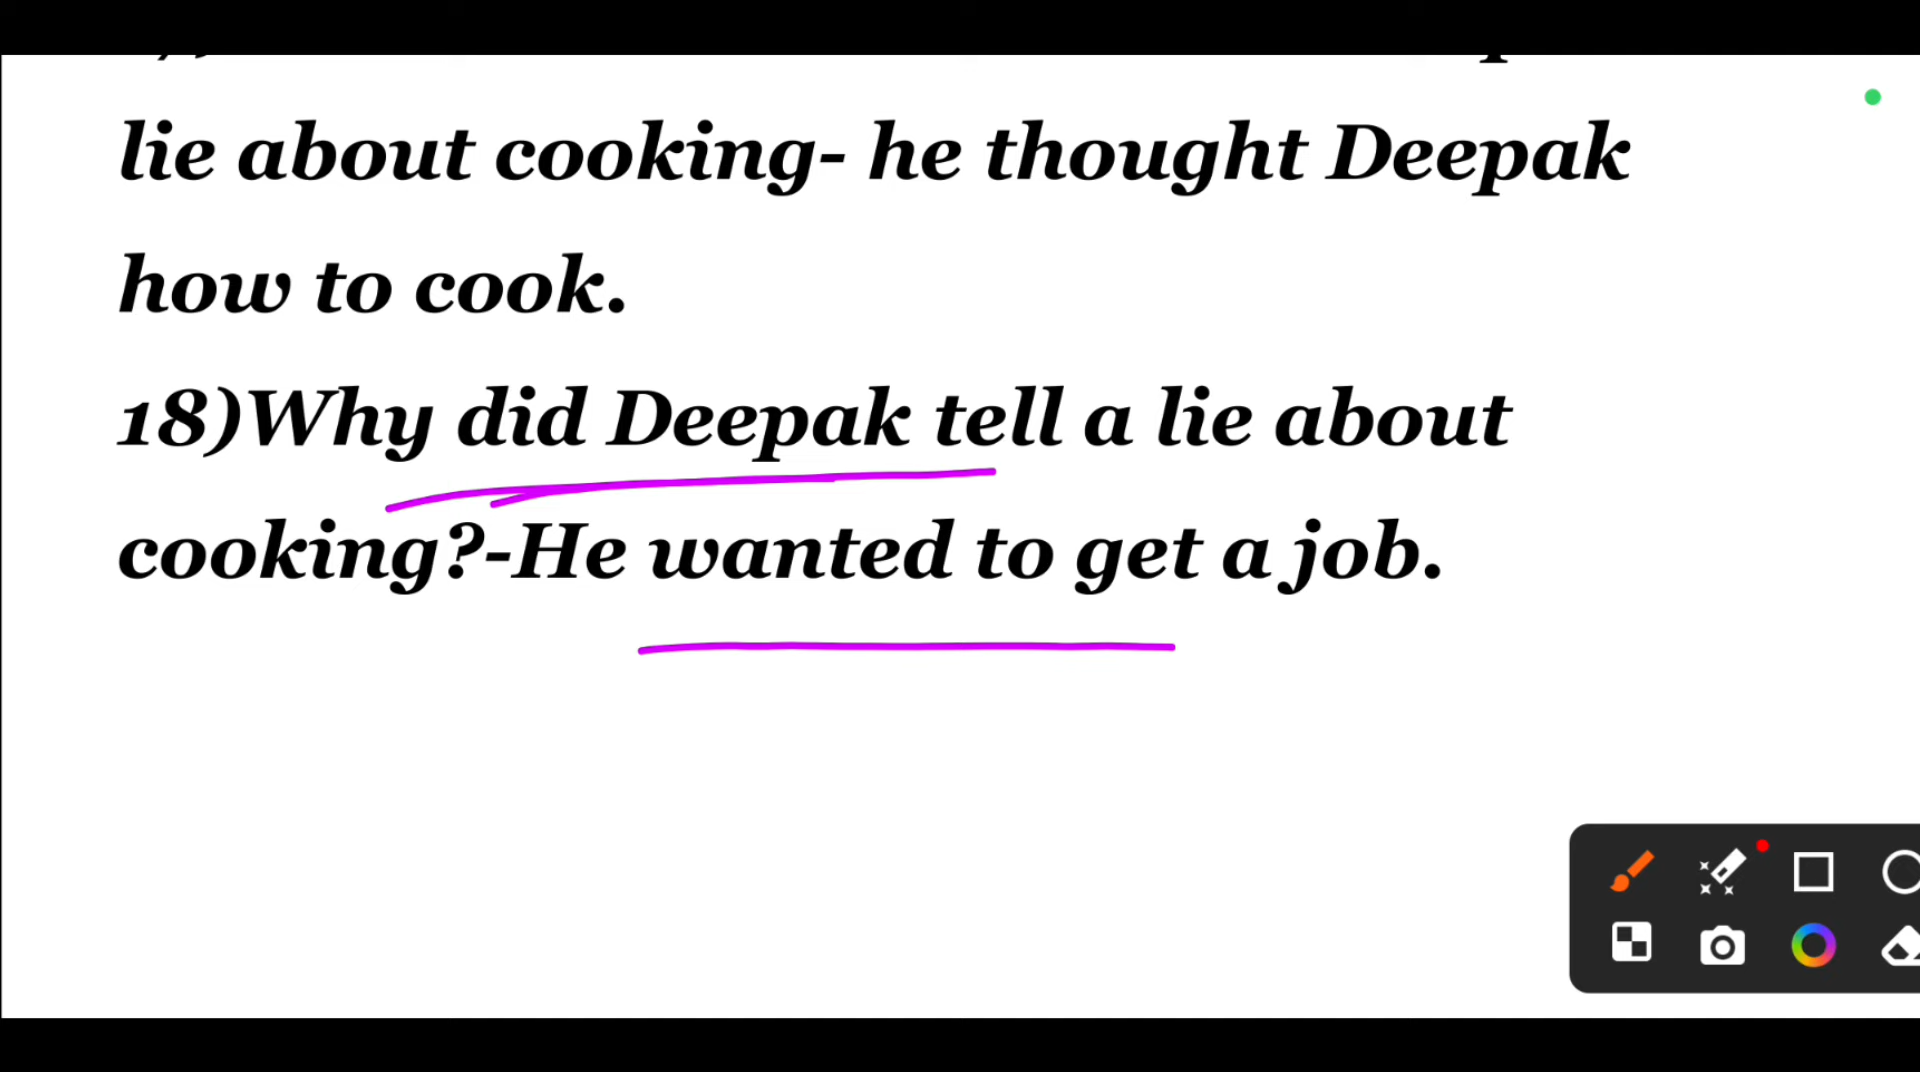 lie about cooking- he thought Deepak
how to cook.
18)Why did Deepak tell a lie about
cooking?-He wanted to get a job.